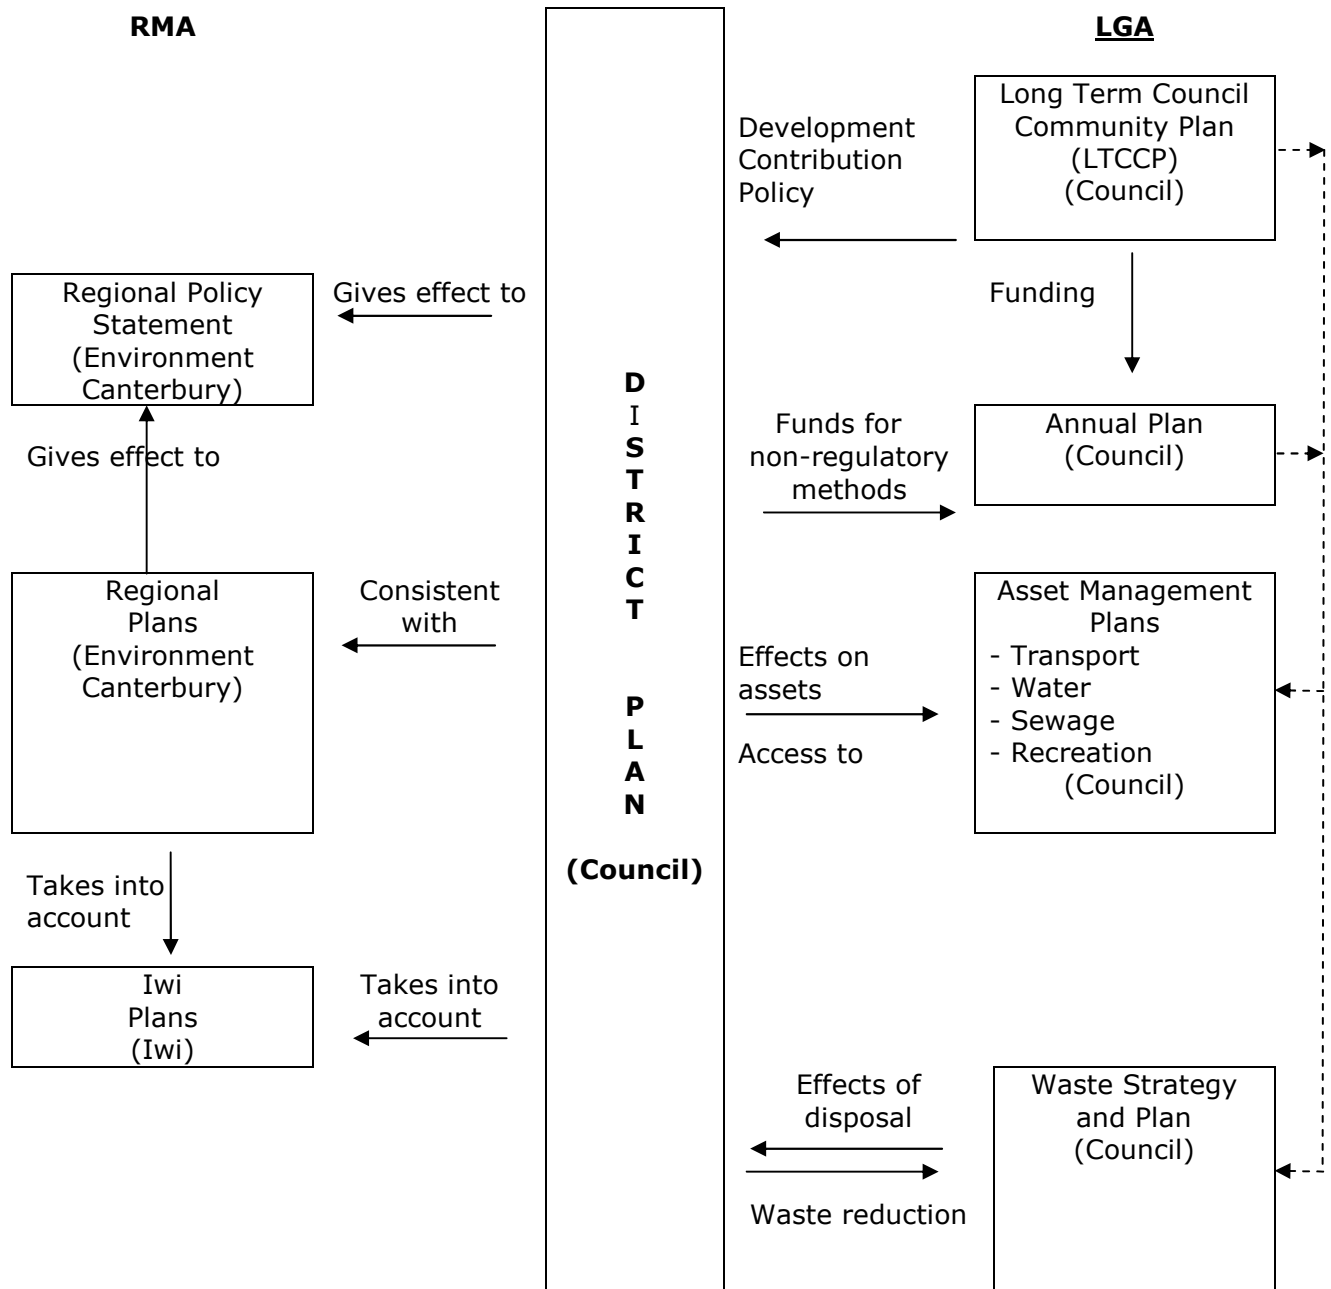 RMA
Regional Policy
Statement
(Environment
Canterbury)
Gives effect to
Gives effect to
Regional
Plans
(Environment
Canterbury)
Consistent
with
Takes into
account
Iwi
Plans
(Iwi)
Takes into
account
D
I
S
T
R
I
C
T
P
L
A
N
(Council)
LGA
Long Term Council
Community Plan
(LTCCP)
(Council)
Development
Contribution
Policy
Funding
Annual Plan
(Council)
Funds for
non-regulatory
methods
Asset Management
Plans
- Transport
- Water
- Sewage
- Recreation
(Council)
Effects on
assets
Access to
Effects of
disposal
Waste reduction
Waste Strategy
and Plan
(Council)